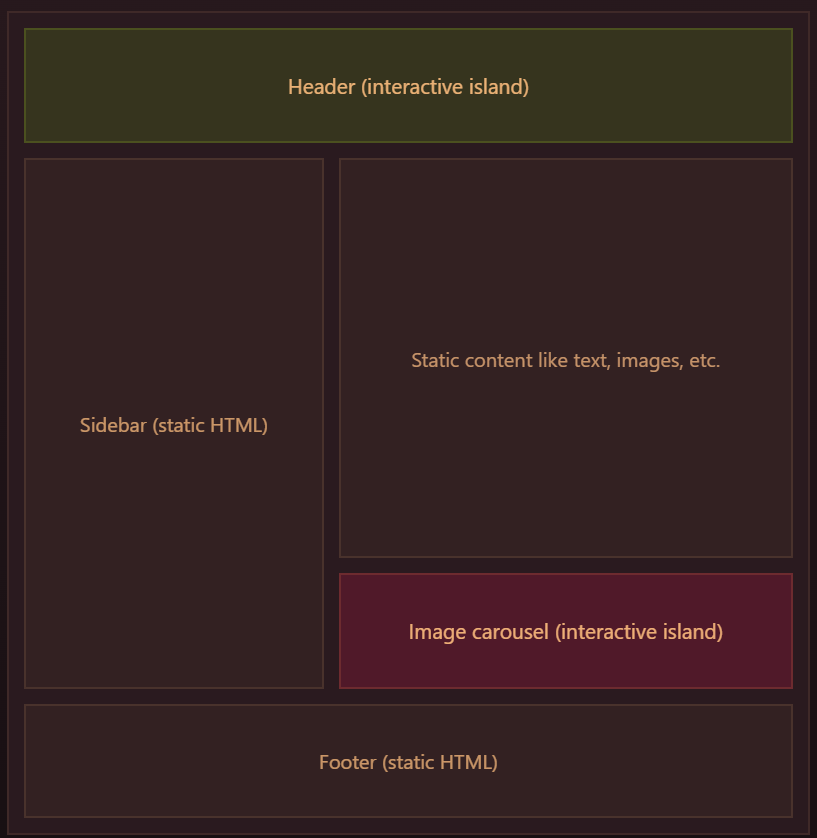 Header (interactive island)
Sidebar (static HTML)
Static content like text, images, etc.
Image carousel (interactive island)
Footer (static HTML)